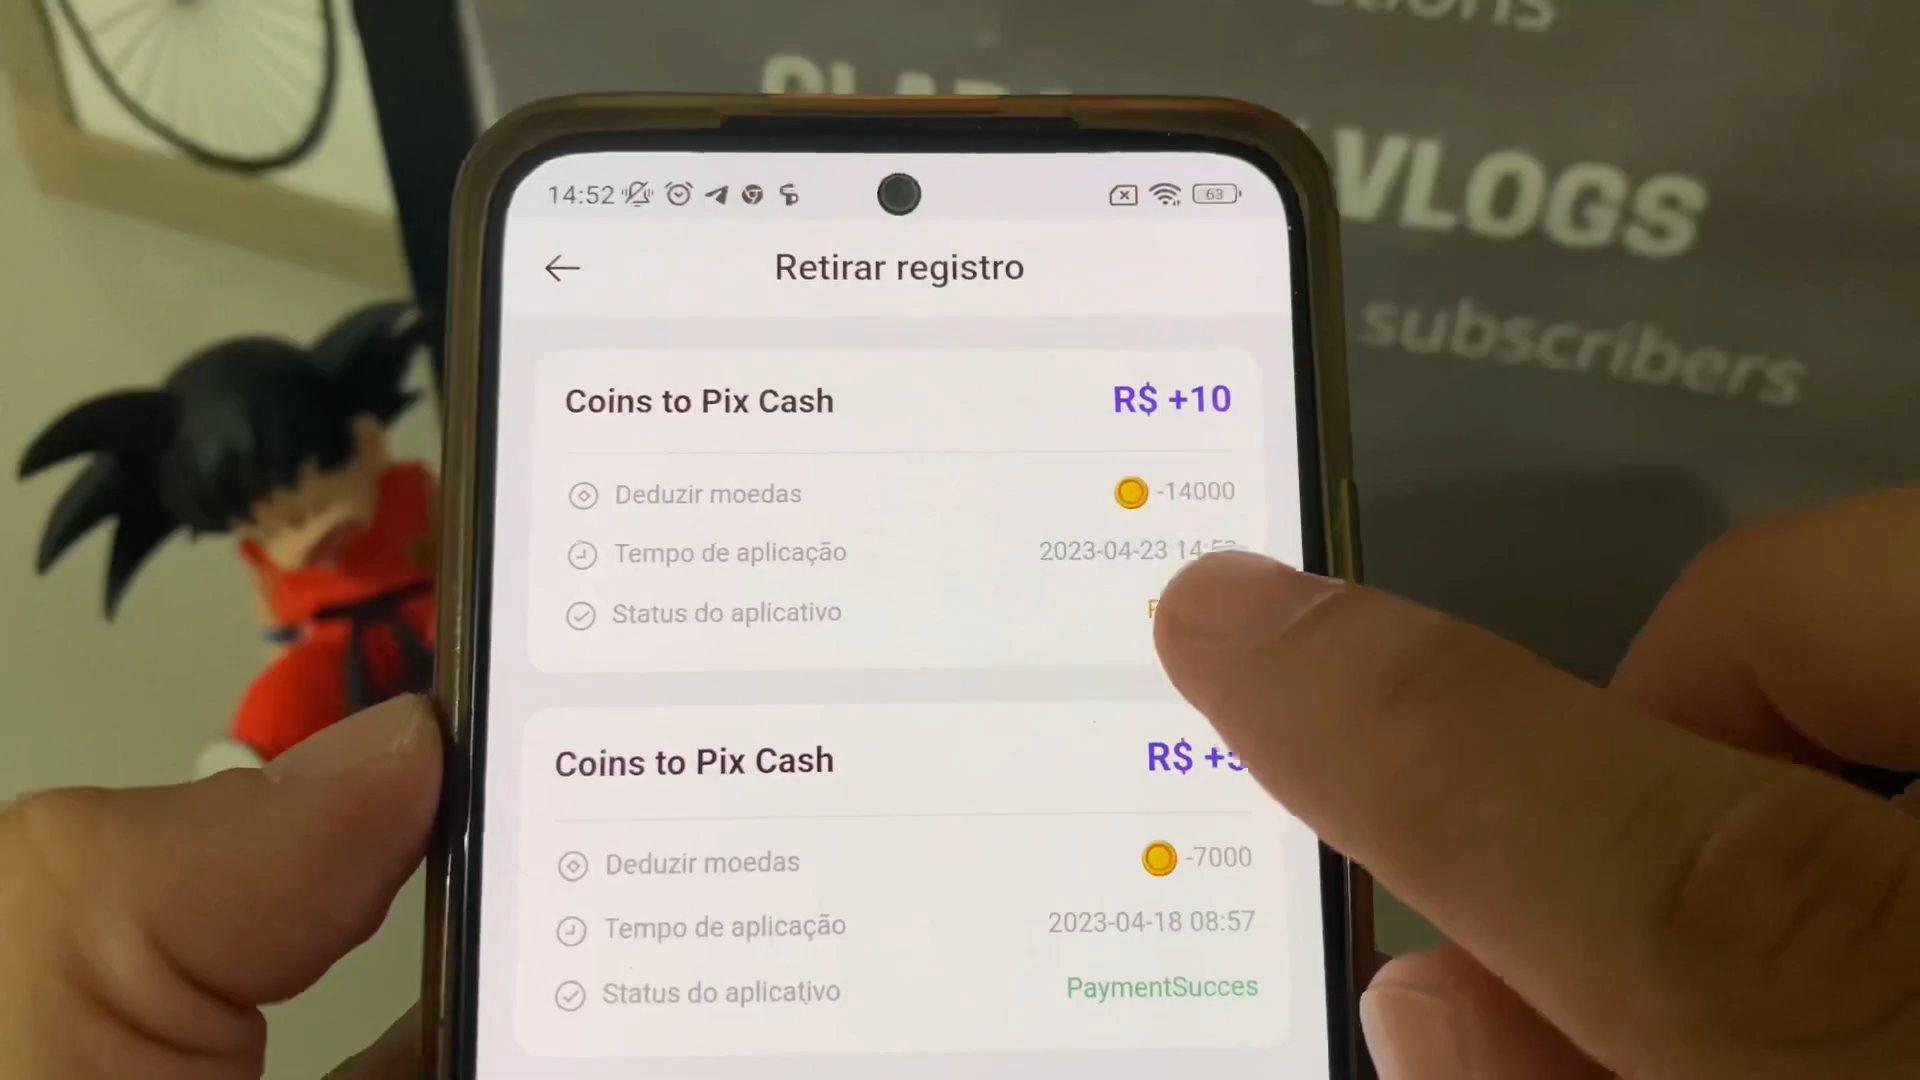 VLOGS
subscribers
14:52
63
Retirar registro
Coins to Pix Cash R$ +10
Deduzir moedas -14000
Tempo de aplicação 2023-04-23
Status do aplicativo
Coins to Pix Cash R$ +5
Deduzir moedas -7000
Tempo de aplicação 2023-04-18 08:57
Status do aplicativo PaymentSucces